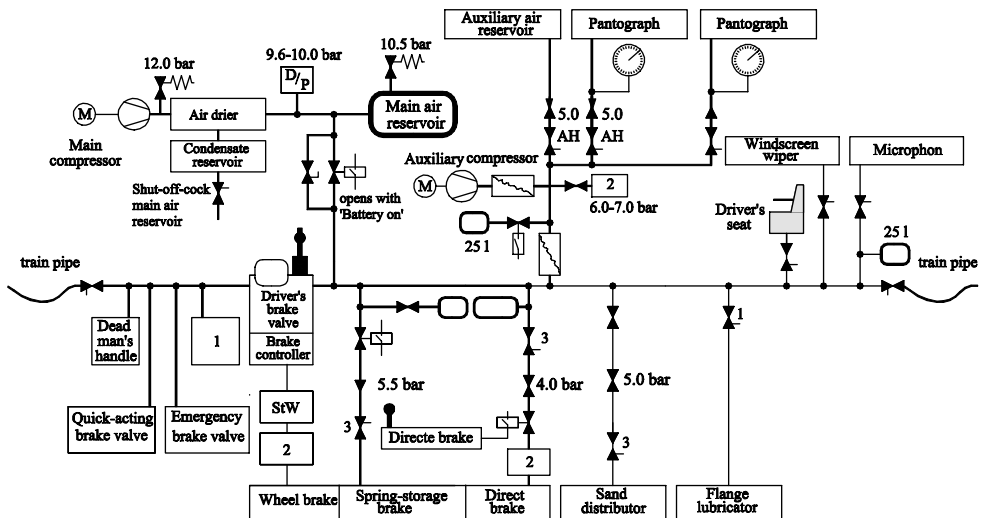 Auxiliary air
reservoir
Pantograph
Pantograph
10.5 bar
9.6-10.0 bar
12.0 bar
D/P
M
Air drier
Main air
reservoir
Main
compressor
Condensate
reservoir
Shut-off-cock
main air
reservoir
opens with
'Battery on'
5.0
AH
5.0
AH
Auxiliary compressor
M
2
6.0-7.0 bar
25 l
Windscreen
wiper
Microphon
Driver's
seat
25 l
train pipe
train pipe
Driver's
brake
valve
Brake
controller
Dead
man's
handle
1
StW
2
Quick-acting
brake valve
Emergency
brake valve
5.5 bar
3
Directe brake
3
4.0 bar
2
5.0 bar
3
1
Wheel brake
Spring-storage
brake
Direct
brake
Sand
distributor
Flange
lubricator